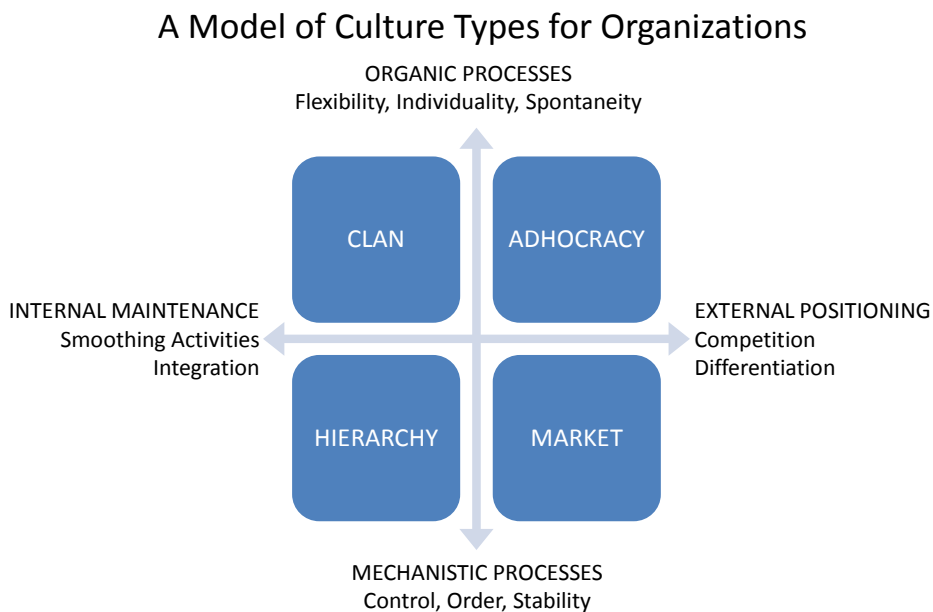 A Model of Culture Types for Organizations
ORGANIC PROCESSES
Flexibility, Individuality, Spontaneity
CLAN
ADHOCRACY
INTERNAL MAINTENANCE
Smoothing Activities
Integration
EXTERNAL POSITIONING
Competition
Differentiation
HIERARCHY
MARKET
MECHANISTIC PROCESSES
Control, Order, Stability